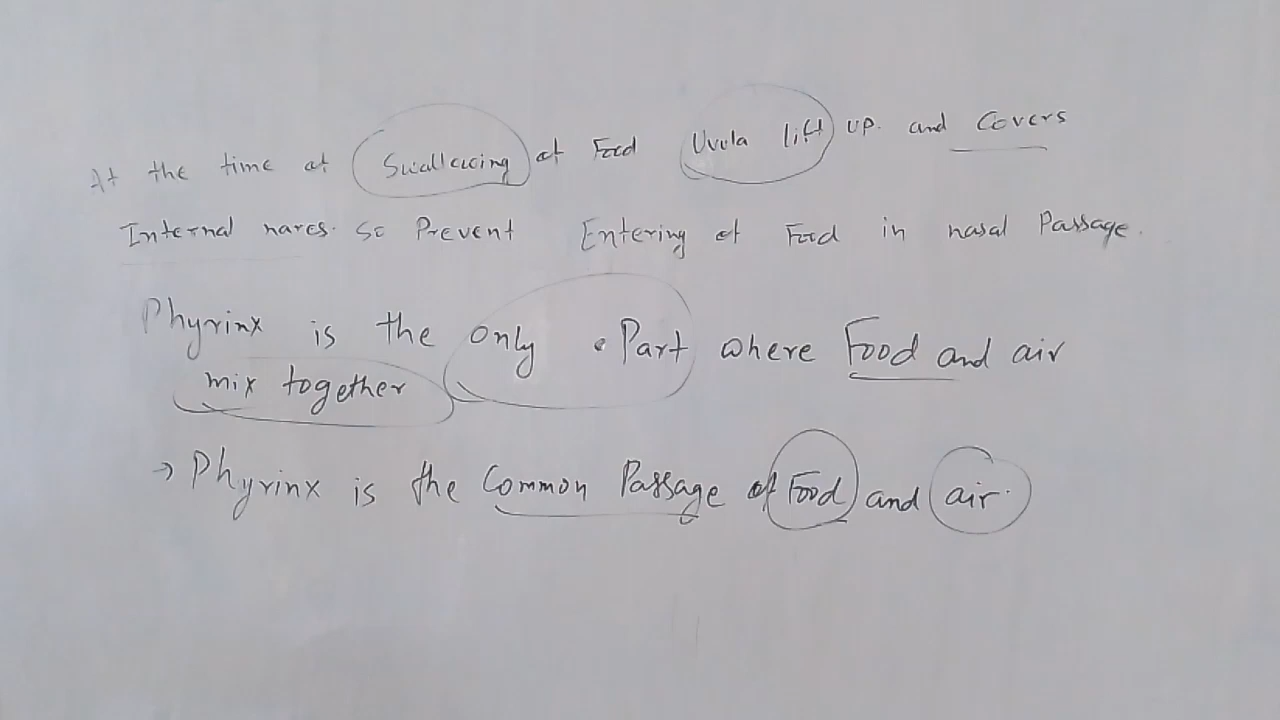 At the time of Swallowing of Food Uvula lift up. and Covers
Internal nares. So Prevent Entering of Food in nasal Passage.
Phyrinx is the only Part where Food and air
mix together
→ Phyrinx is the Common Passage of Food and air.